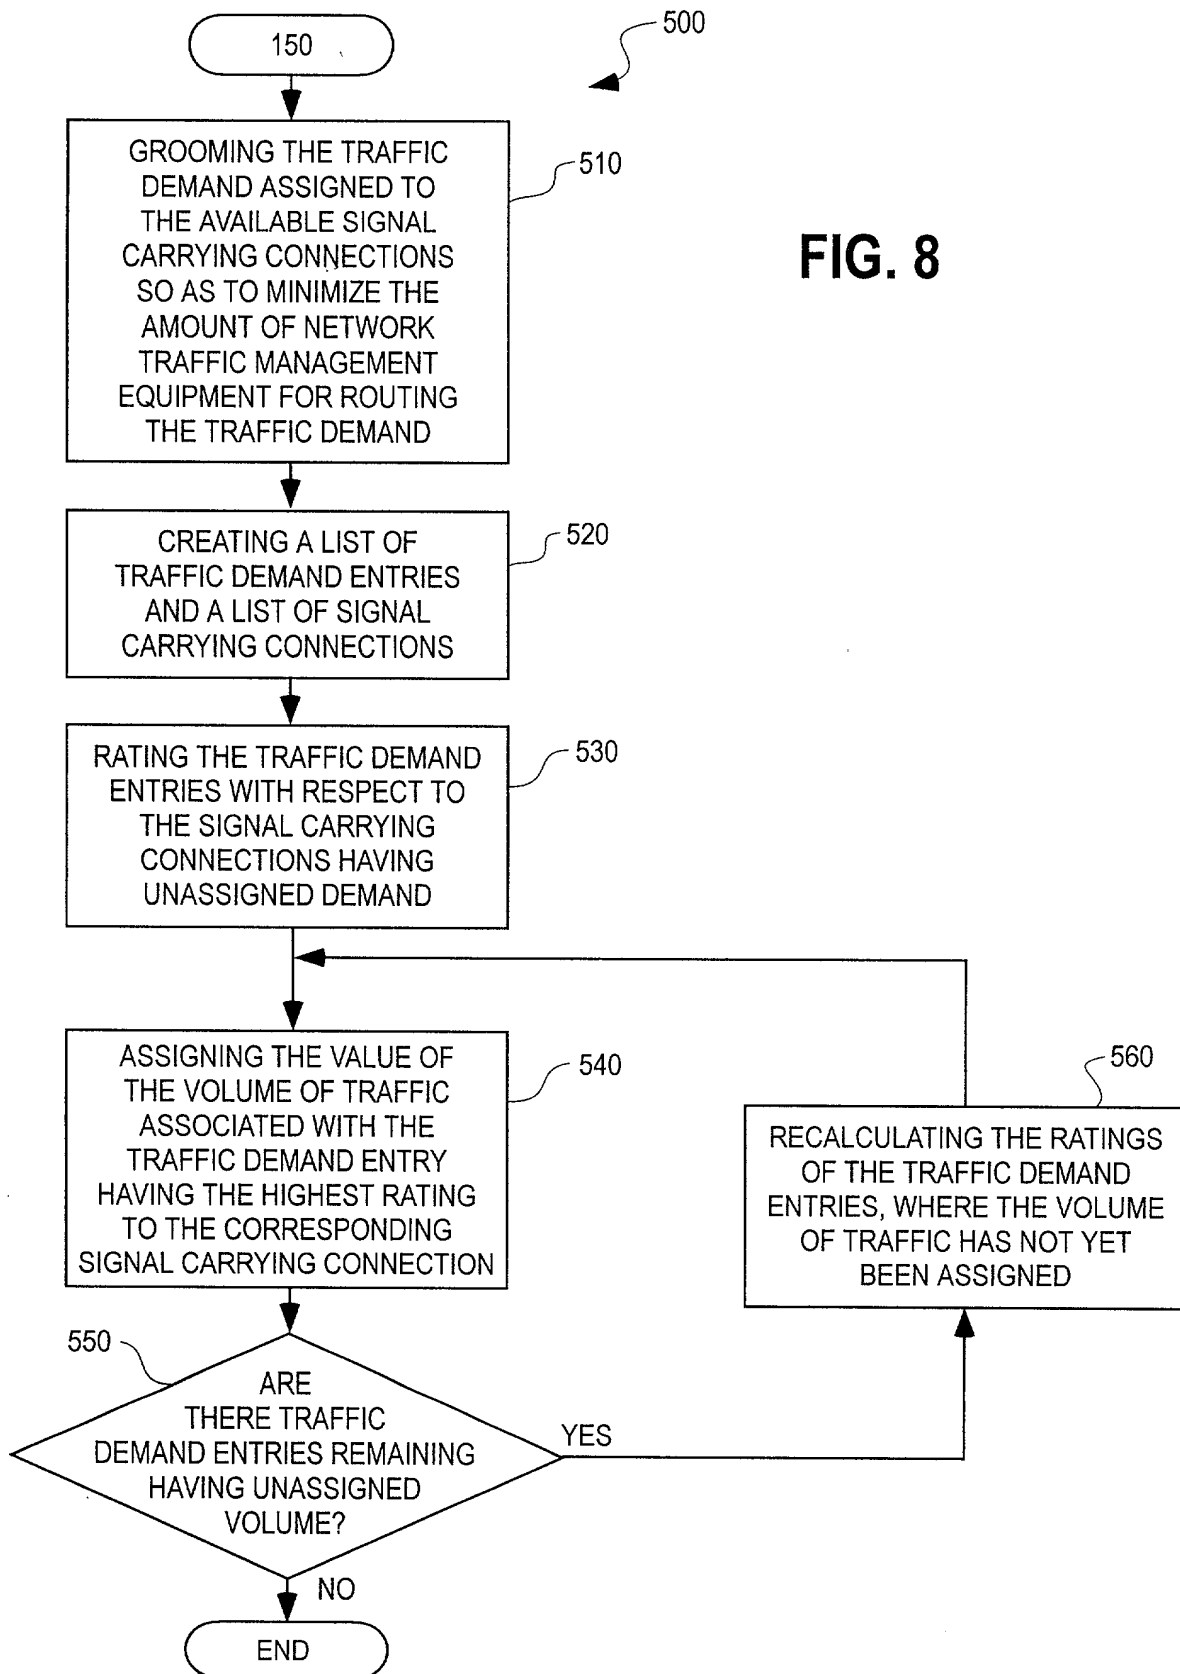 150
500
GROOMING THE TRAFFIC
DEMAND ASSIGNED TO
THE AVAILABLE SIGNAL
CARRYING CONNECTIONS
SO AS TO MINIMIZE THE
AMOUNT OF NETWORK
TRAFFIC MANAGEMENT
EQUIPMENT FOR ROUTING
THE TRAFFIC DEMAND
510
FIG. 8
CREATING A LIST OF
TRAFFIC DEMAND ENTRIES
AND A LIST OF SIGNAL
CARRYING CONNECTIONS
520
RATING THE TRAFFIC DEMAND
ENTRIES WITH RESPECT TO
THE SIGNAL CARRYING
CONNECTIONS HAVING
UNASSIGNED DEMAND
530
ASSIGNING THE VALUE OF
THE VOLUME OF TRAFFIC
ASSOCIATED WITH THE
TRAFFIC DEMAND ENTRY
HAVING THE HIGHEST RATING
TO THE CORRESPONDING
SIGNAL CARRYING CONNECTION
540
560
RECALCULATING THE RATINGS
OF THE TRAFFIC DEMAND
ENTRIES, WHERE THE VOLUME
OF TRAFFIC HAS NOT YET
BEEN ASSIGNED
550
ARE
THERE TRAFFIC
DEMAND ENTRIES REMAINING
HAVING UNASSIGNED
VOLUME?
YES
NO
END